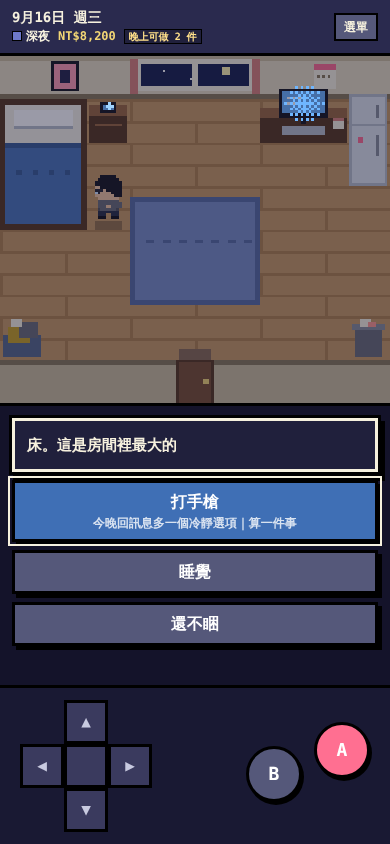 9月16日 週三
深夜 NT$8,200 晚上可做 2 件
選單
床。這是房間裡最大的
打手槍
今晚回訊息多一個冷靜選項｜算一件事
睡覺
還不睏
▲
◀ ▶
▼
A
B